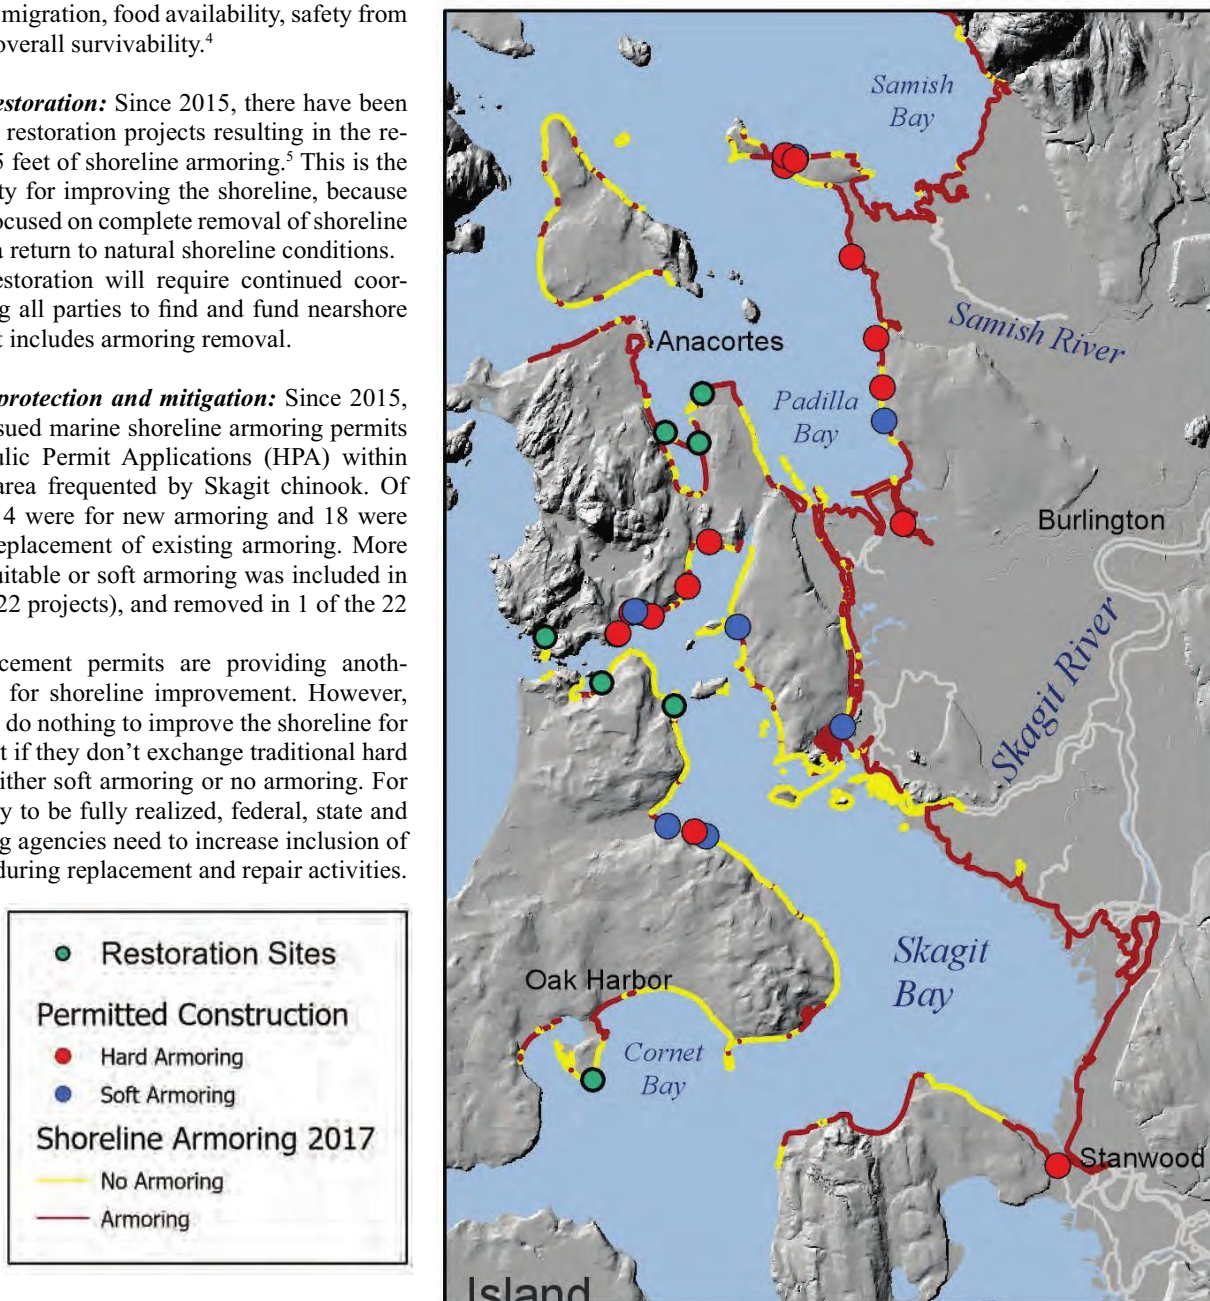 migration, food availability, safety from
overall survivability.4
estoration: Since 2015, there have been
restoration projects resulting in the re-
5 feet of shoreline armoring.5 This is the
ty for improving the shoreline, because
ocused on complete removal of shoreline
a return to natural shoreline conditions.
estoration will require continued coor-
g all parties to find and fund nearshore
t includes armoring removal.
protection and mitigation: Since 2015,
sued marine shoreline armoring permits
ulic Permit Applications (HPA) within
area frequented by Skagit chinook. Of
4 were for new armoring and 18 were
eplacement of existing armoring. More
uitable or soft armoring was included in
22 projects), and removed in 1 of the 22
cement permits are providing anoth-
for shoreline improvement. However,
do nothing to improve the shoreline for
t if they don’t exchange traditional hard
ither soft armoring or no armoring. For
y to be fully realized, federal, state and
g agencies need to increase inclusion of
during replacement and repair activities.
Restoration Sites
Permitted Construction
Hard Armoring
Soft Armoring
Shoreline Armoring 2017
No Armoring
Armoring
Samish
Bay
Samish River
Anacortes
Padilla
Bay
Burlington
Skagit River
Skagit
Bay
Oak Harbor
Cornet
Bay
Stanwood
Island